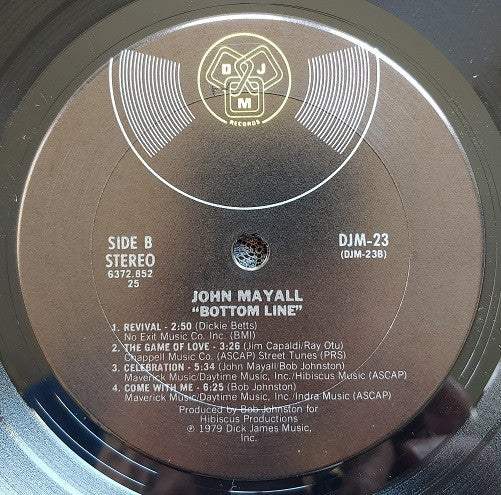 D J
M
RECORDS
SIDE B
STEREO
6372.852
25
DJM-23
(DJM-23B)
JOHN MAYALL
"BOTTOM LINE"
1. REVIVAL - 2:50 (Dickie Betts)
No Exit Music Co. Inc. (BMI)
2. THE GAME OF LOVE - 3:26 (Jim Capaldi/Ray Otu)
Chappell Music Co. (ASCAP) Street Tunes (PRS)
3. CELEBRATION - 5:34 (John Mayall/Bob Johnston)
Maverick Music/Daytime Music, Inc./Hibiscus Music (ASCAP)
4. COME WITH ME - 6:25 (Bob Johnston)
Maverick Music/Daytime Music, Inc./Indra Music (ASCAP)
Produced by Bob Johnston for
Hibiscus Productions
℗ 1979 Dick James Music,
Inc.